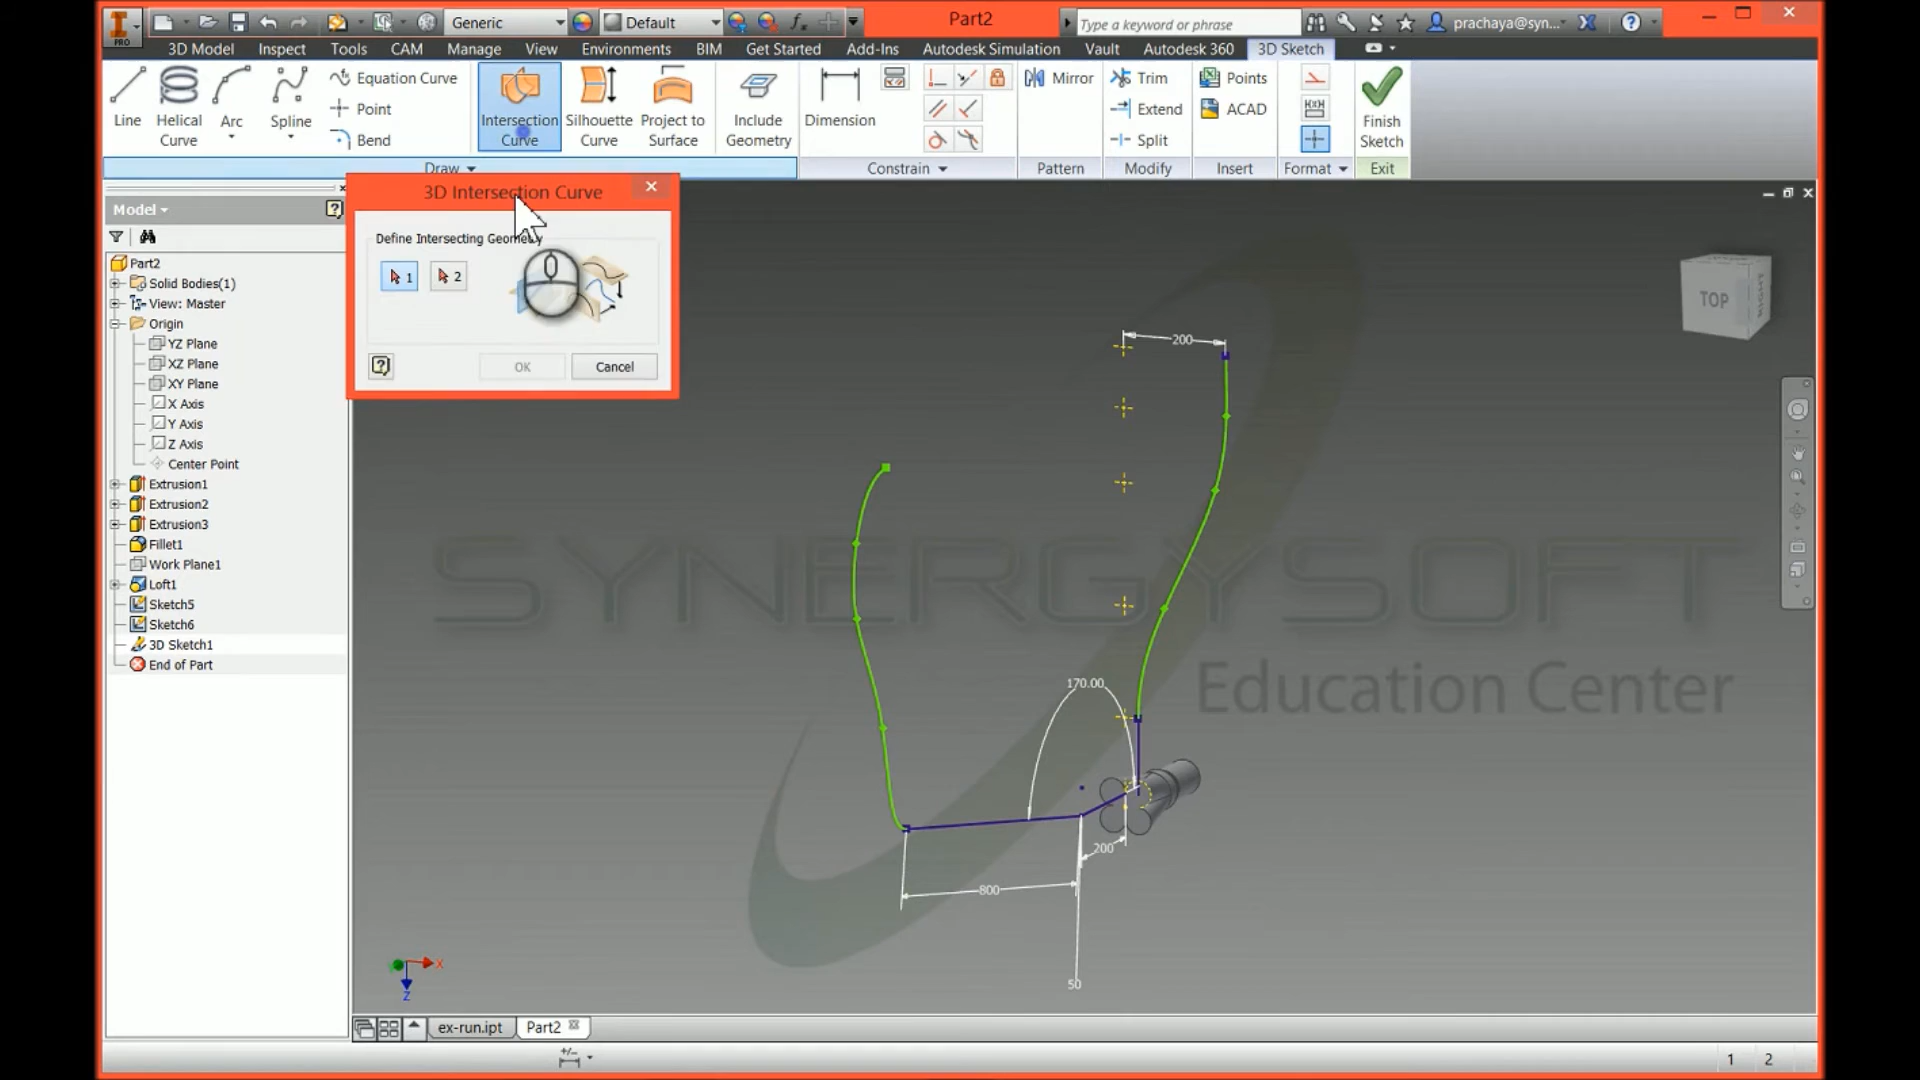 PRO
Generic
Default
Part2
Type a keyword or phrase
prachaya@syn...
3D Model
Inspect
Tools
CAM
Manage
View
Environments
BIM
Get Started
Add-Ins
Autodesk Simulation
Vault
Autodesk 360
3D Sketch
Line
Helical Curve
Arc
Spline
Equation Curve
Point
Bend
Intersection Curve
Silhouette Curve
Project to Surface
Include Geometry
Dimension
Mirror
Trim
Extend
Split
Points
ACAD
Finish Sketch
Draw
Constrain
Pattern
Modify
Insert
Format
Exit
3D Intersection Curve
Define Intersecting Geometry
1
2
OK
Cancel
Model
Part2
Solid Bodies(1)
View: Master
Origin
YZ Plane
XZ Plane
XY Plane
X Axis
Y Axis
Z Axis
Center Point
Extrusion1
Extrusion2
Extrusion3
Fillet1
Work Plane1
Loft1
Sketch5
Sketch6
3D Sketch1
End of Part
TOP
RIGHT
200
170.00
200
800
50
SYNERGYSOFT
Education Center
X
Z
ex-run.ipt
Part2
1
2